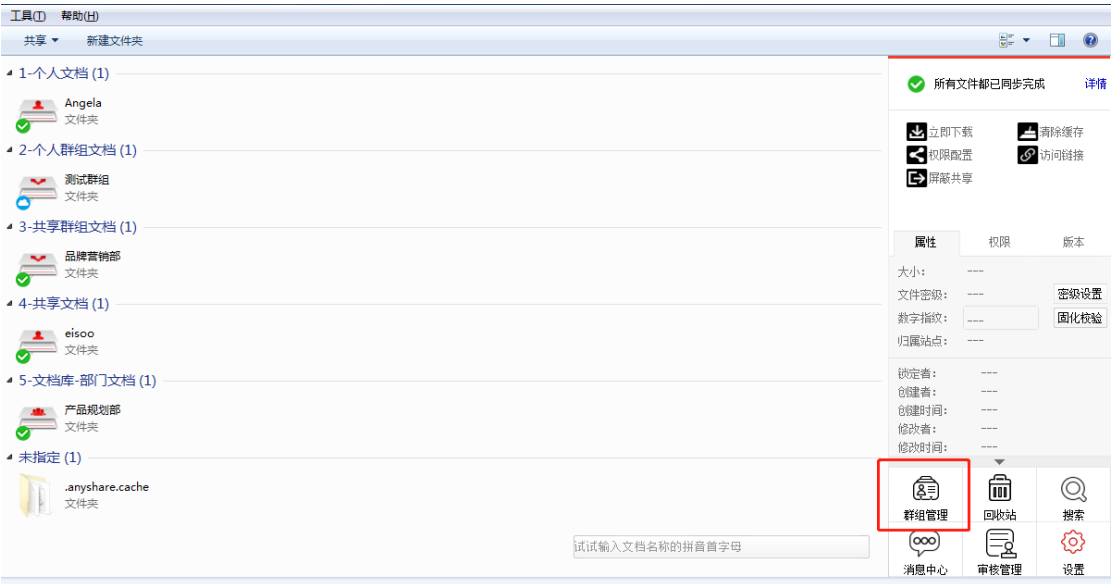 工具(T) 帮助(H)
共享 新建文件夹
1-个人文档 (1)
Angela
文件夹
2-个人群组文档 (1)
测试群组
文件夹
3-共享群组文档 (1)
品牌营销部
文件夹
4-共享文档 (1)
eisoo
文件夹
5-文档库-部门文档 (1)
产品规划部
文件夹
未指定 (1)
.anyshare.cache
文件夹
试试输入文档名称的拼音首字母
所有文件都已同步完成 详情
立即下载 清除缓存
权限配置 访问链接
屏蔽共享
属性 权限 版本
大小: ---
文件密级: --- 密级设置
数字指纹: --- 固化校验
归属站点: ---
锁定者: ---
创建者: ---
创建时间: ---
修改者: ---
修改时间: ---
群组管理 回收站 搜索
消息中心 审核管理 设置